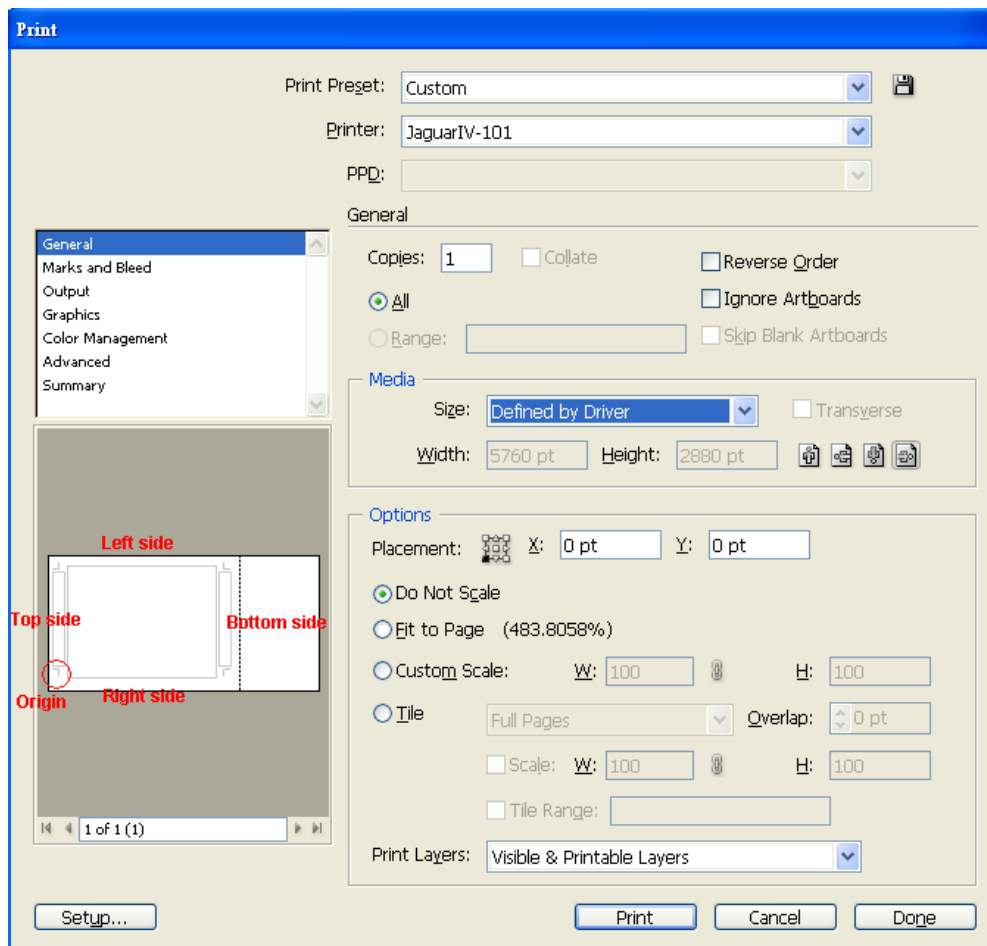 Print
Print Preset: Custom
Printer: JaguarIV-101
PPD:
General
General
Marks and Bleed
Output
Graphics
Color Management
Advanced
Summary
Copies: 1 Collate Reverse Order
All Ignore Artboards
Range: Skip Blank Artboards
Media
Size: Defined by Driver Transverse
Width: 5760 pt Height: 2880 pt
Left side
Top side
Bottom side
Origin
Right side
1 of 1 (1)
Options
Placement: X: 0 pt Y: 0 pt
Do Not Scale
Fit to Page (483.8058%)
Custom Scale: W: 100 H: 100
Tile Full Pages Overlap: 0 pt
Scale: W: 100 H: 100
Tile Range:
Print Layers: Visible & Printable Layers
Setup... Print Cancel Done